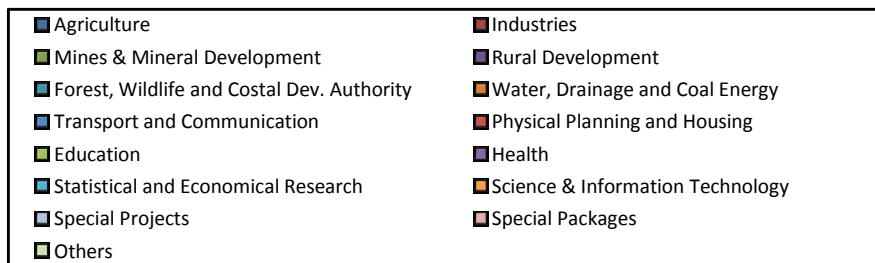 Agriculture Industries
Mines & Mineral Development Rural Development
Forest, Wildlife and Costal Dev. Authority Water, Drainage and Coal Energy
Transport and Communication Physical Planning and Housing
Education Health
Statistical and Economical Research Science & Information Technology
Special Projects Special Packages
Others